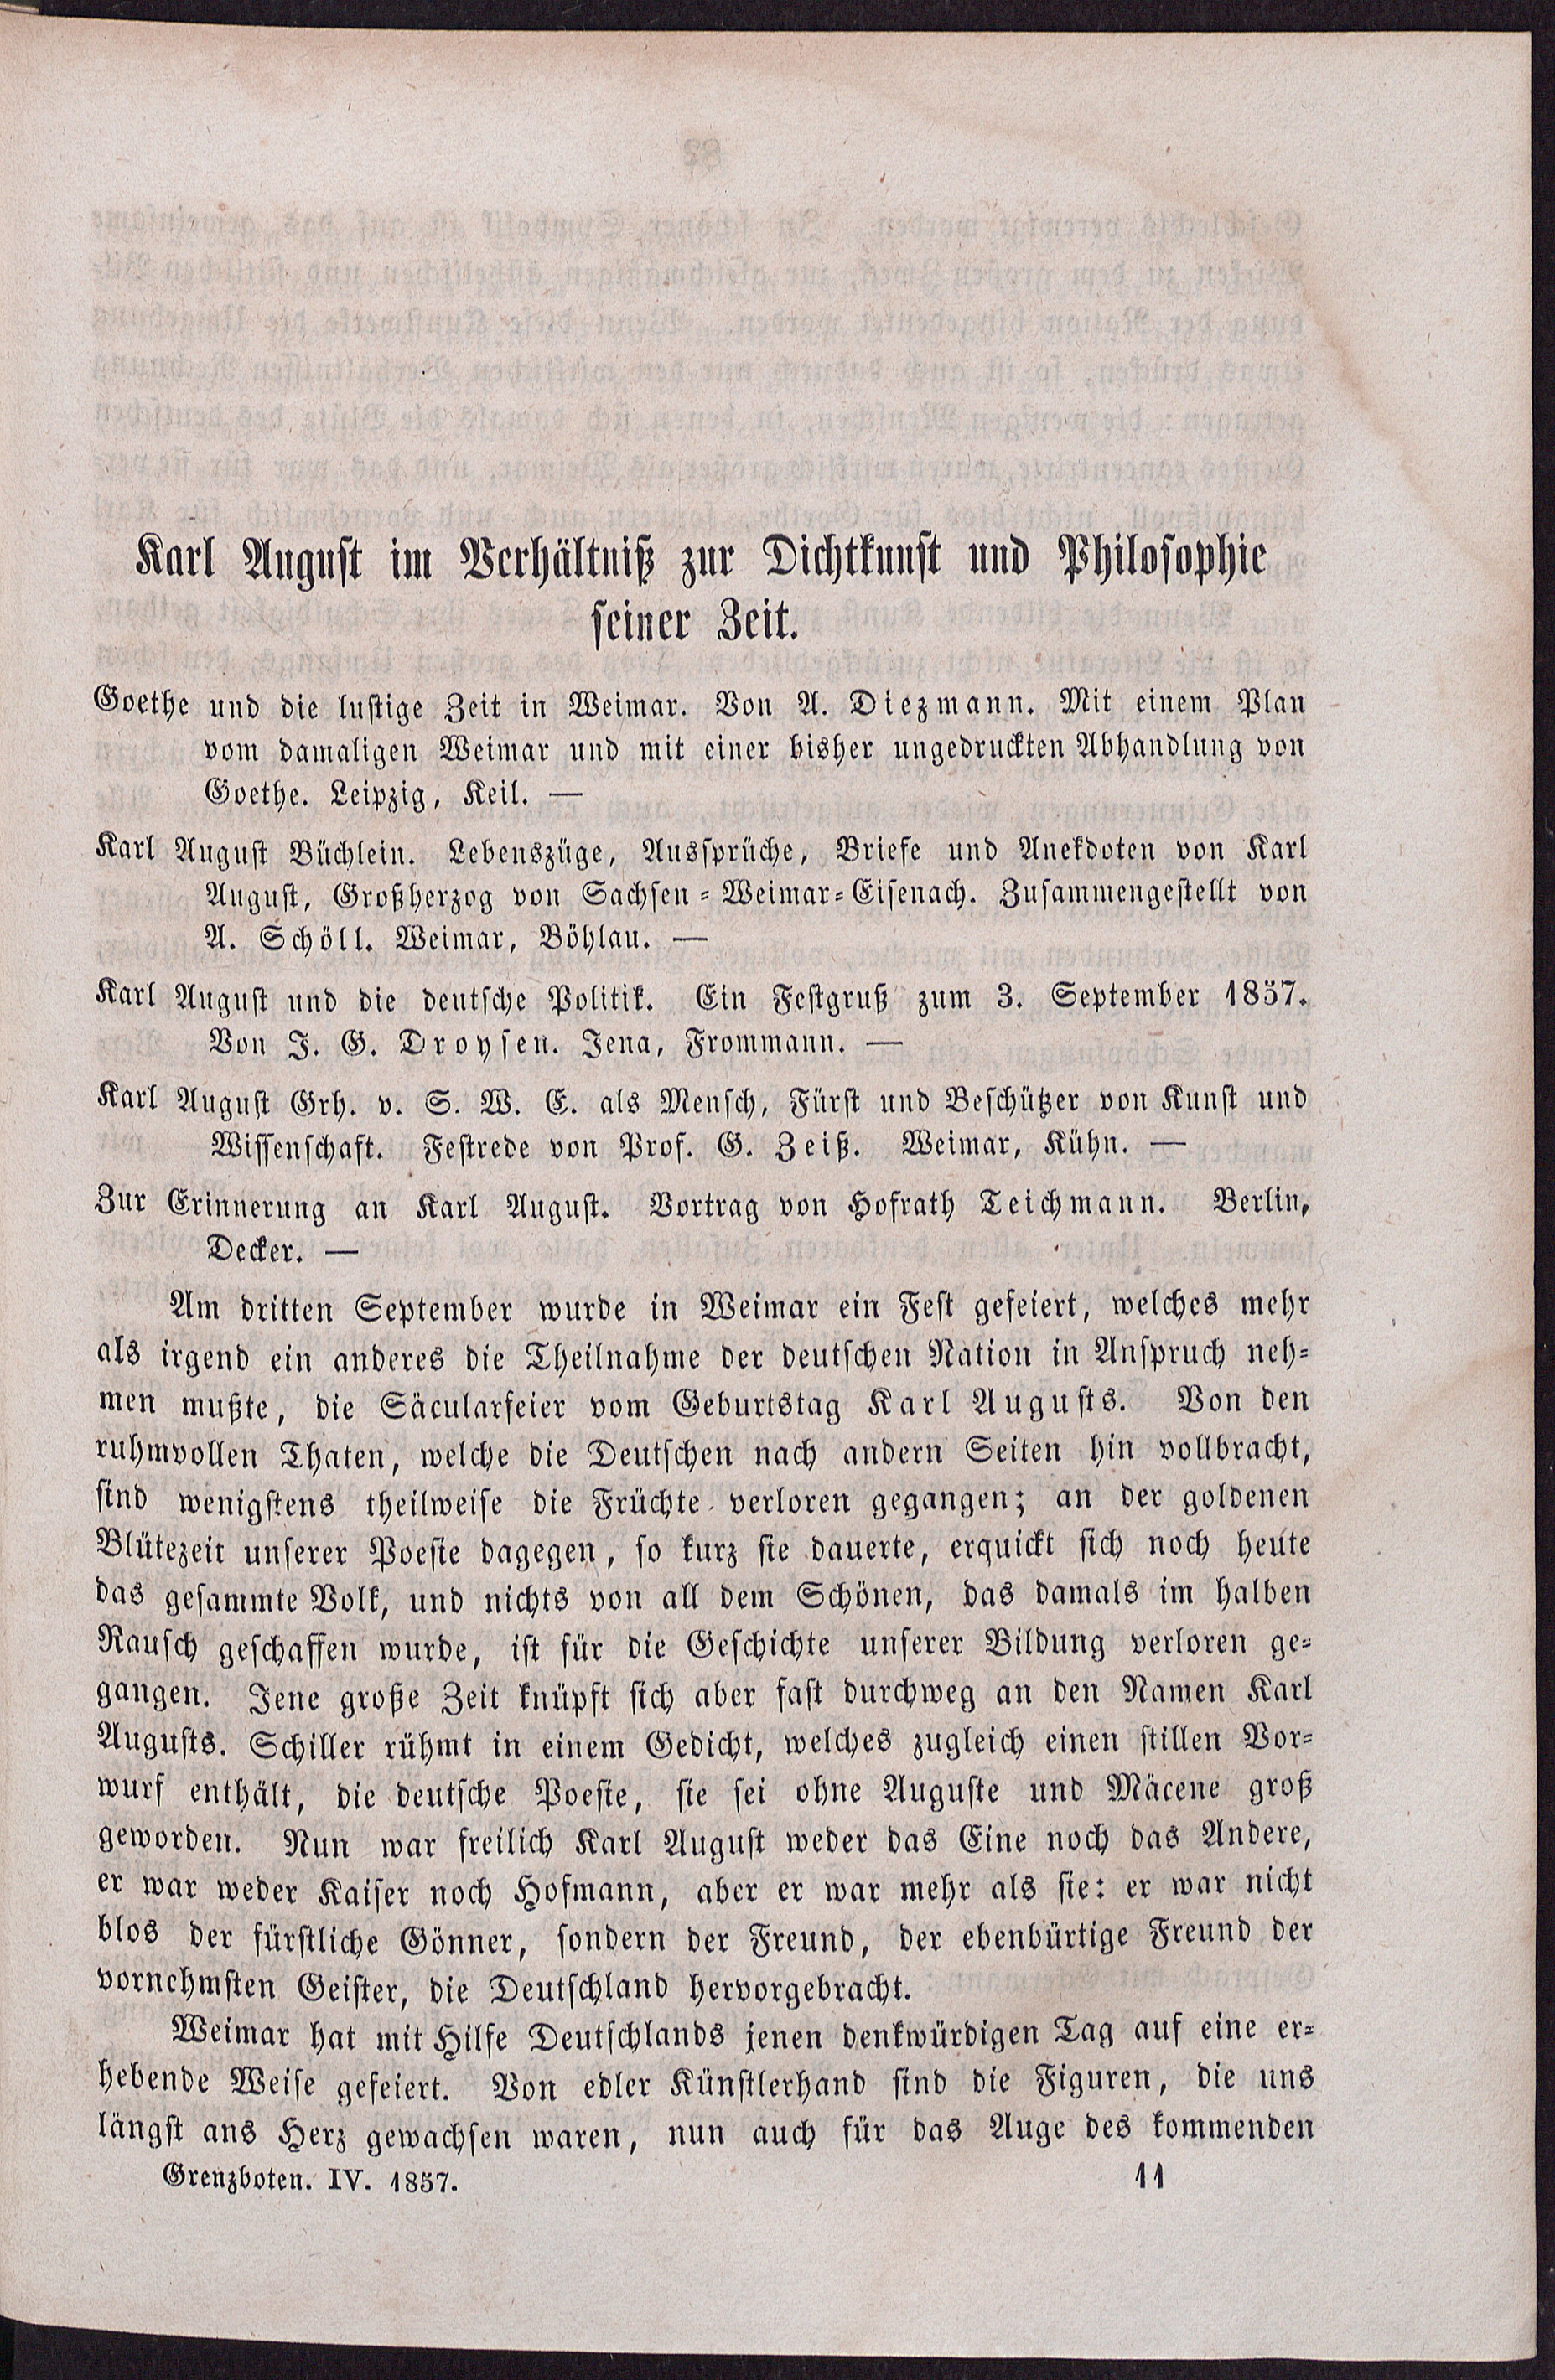 Karl August im Verhältniß zur Dichtkunst und Philosophie
seiner Zeit.
Goethe und die lustige Zeit in Weimar. Von A. Diezmann. Mit einem Plan
vom damaligen Weimar und mit einer bisher ungedruckten Abhandlung von
Goethe. Leipzig, Keil. —
Karl August Büchlein. Lebenszüge, Aussprüche, Briefe und Anekdoten von Karl
August, Großherzog von Sachsen-Weimar-Eisenach. Zusammengestellt von
A. Schöll. Weimar, Böhlau. —
Karl August und die deutsche Politik. Ein Festgruß zum 3. September 1857.
Von J. G. Droysen. Jena, Frommann. —
Karl August Grh. v. S. W. E. als Mensch, Fürst und Beschützer von Kunst und
Wissenschaft. Festrede von Prof. G. Zeiß. Weimar, Kühn. —
Zur Erinnerung an Karl August. Vortrag von Hofrath Teichmann. Berlin,
Decker. —
Am dritten September wurde in Weimar ein Fest gefeiert, welches mehr
als irgend ein anderes die Theilnahme der deutschen Nation in Anspruch neh-
men mußte, die Säcularfeier vom Geburtstag Karl Augusts. Von den
ruhmvollen Thaten, welche die Deutschen nach andern Seiten hin vollbracht,
sind wenigstens theilweise die Früchte verloren gegangen; an der goldenen
Blütezeit unserer Poesie dagegen, so kurz sie dauerte, erquickt sich noch heute
das gesammte Volk, und nichts von all dem Schönen, das damals im halben
Rausch geschaffen wurde, ist für die Geschichte unserer Bildung verloren ge-
gangen. Jene große Zeit knüpft sich aber fast durchweg an den Namen Karl
Augusts. Schiller rühmt in einem Gedicht, welches zugleich einen stillen Vor-
wurf enthält, die deutsche Poesie, sie sei ohne Auguste und Mäcene groß
geworden. Nun war freilich Karl August weder das Eine noch das Andere,
er war weder Kaiser noch Hofmann, aber er war mehr als sie: er war nicht
blos der fürstliche Gönner, sondern der Freund, der ebenbürtige Freund der
vornehmsten Geister, die Deutschland hervorgebracht.
Weimar hat mit Hilfe Deutschlands jenen denkwürdigen Tag auf eine er-
hebende Weise gefeiert. Von edler Künstlerhand sind die Figuren, die uns
längst ans Herz gewachsen waren, nun auch für das Auge des kommenden
Grenzboten. IV. 1857. 11